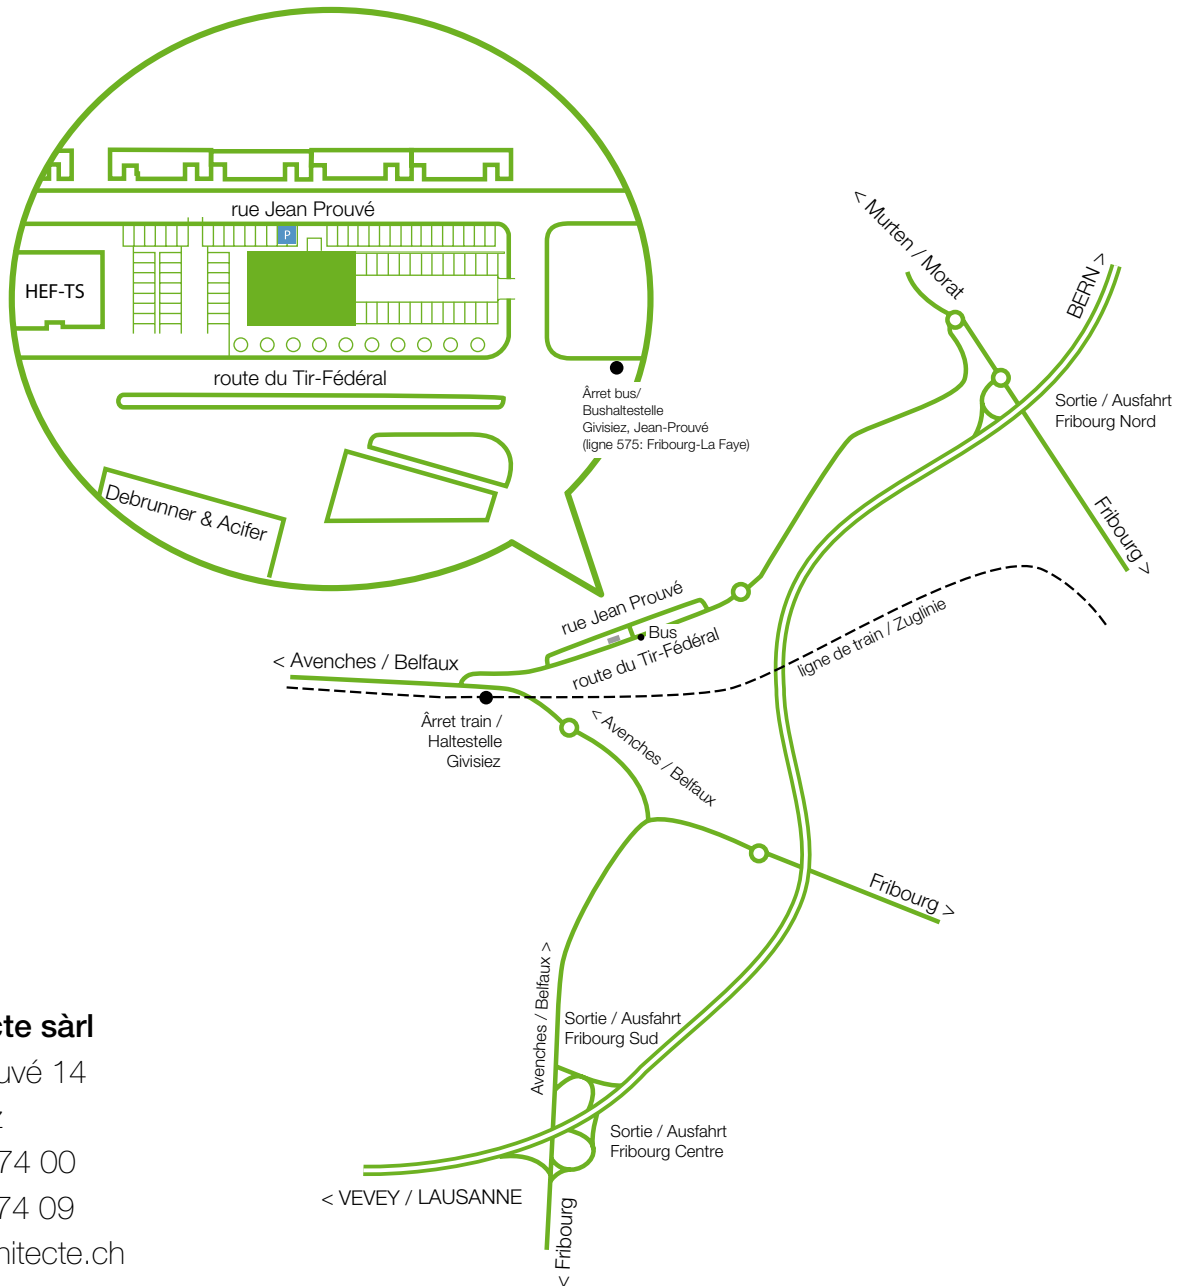 rue Jean Prouvé
P
HEF-TS
route du Tir-Fédéral
Ârret bus/
Bushaltestelle
Givisiez, Jean-Prouvé
(ligne 575: Fribourg-La Faye)
Debrunner & Acifer
< Murten / Morat
BERN >
Sortie / Ausfahrt
Fribourg Nord
Fribourg >
rue Jean Prouvé
Bus
route du Tir-Fédéral
ligne de train / Zuglinie
< Avenches / Belfaux
Ârret train /
Haltestelle
Givisiez
< Avenches / Belfaux
Fribourg >
Avenches / Belfaux >
Sortie / Ausfahrt
Fribourg Sud
Sortie / Ausfahrt
Fribourg Centre
< VEVEY / LAUSANNE
< Fribourg
cte sàrl
uvé 14
z
74 00
74 09
hitecte.ch